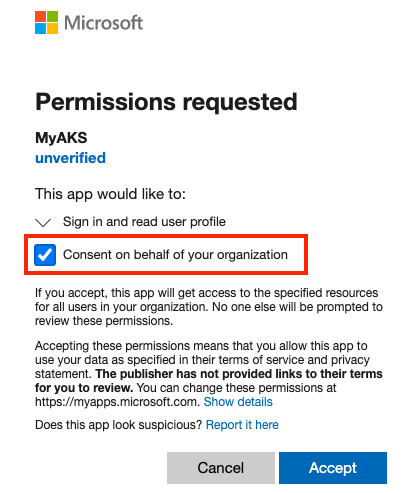 Microsoft
Permissions requested
MyAKS
unverified
This app would like to:
Sign in and read user profile
Consent on behalf of your organization
If you accept, this app will get access to the specified resources
for all users in your organization. No one else will be prompted to
review these permissions.
Accepting these permissions means that you allow this app to
use your data as specified in their terms of service and privacy
statement. The publisher has not provided links to their terms
for you to review. You can change these permissions at
https://myapps.microsoft.com. Show details
Does this app look suspicious? Report it here
Cancel
Accept